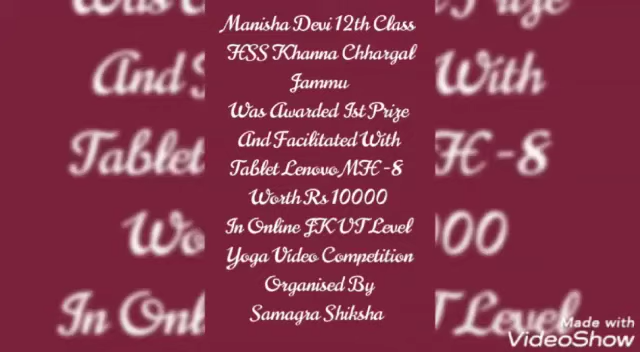 Manisha Devi 12th Class
HSS Khanna Chhargal
Jammu
Was Awarded Ist Prize
And Facilitated With
Tablet Lenovo MH -8
Worth Rs 10000
In Online JK UT Level
Yoga Video Competition
Organised By
Samagra Shiksha
Made with
VideoShow